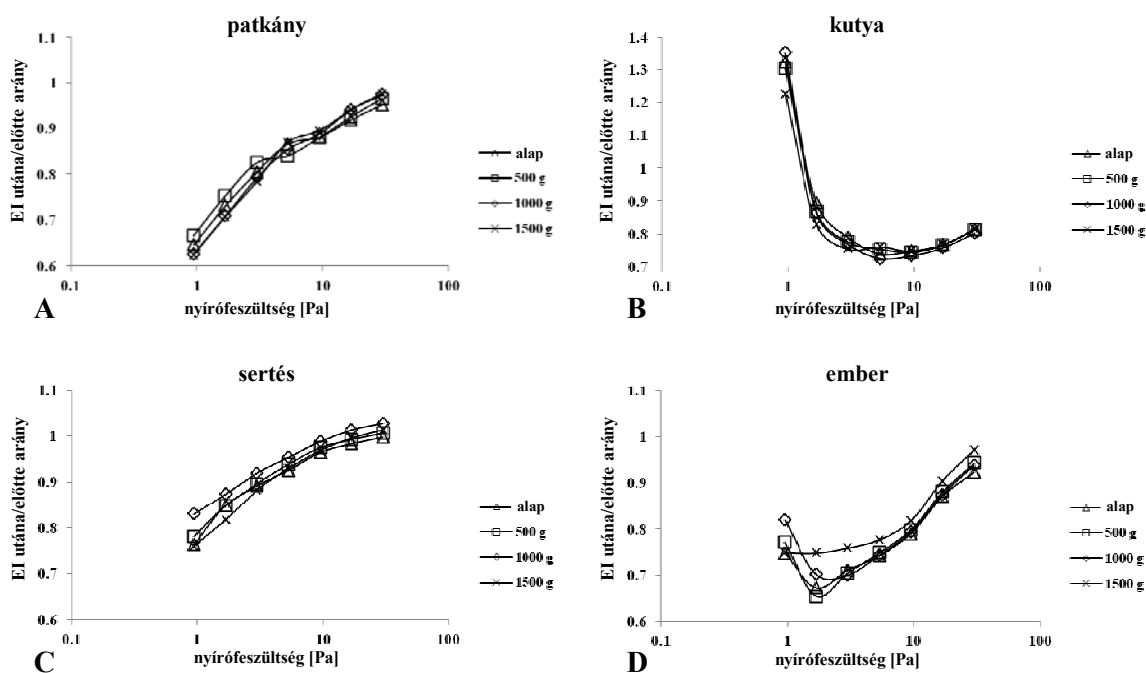 patkány
EI utána/előtte arány
1.1
1
0.9
0.8
0.7
0.6
0.1
1
10
100
nyírófeszültség [Pa]
alap
500 g
1000 g
1500 g
A
kutya
EI utána/előtte arány
1.4
1.3
1.2
1.1
1
0.9
0.8
0.7
0.1
1
10
100
nyírófeszültség [Pa]
alap
500 g
1000 g
1500 g
B
sertés
EI utána/előtte arány
1.1
1
0.9
0.8
0.7
0.6
0.1
1
10
100
nyírófeszültség [Pa]
alap
500 g
1000 g
1500 g
C
ember
EI utána/előtte arány
1.1
1
0.9
0.8
0.7
0.6
0.1
1
10
100
nyírófeszültség [Pa]
alap
500 g
1000 g
1500 g
D